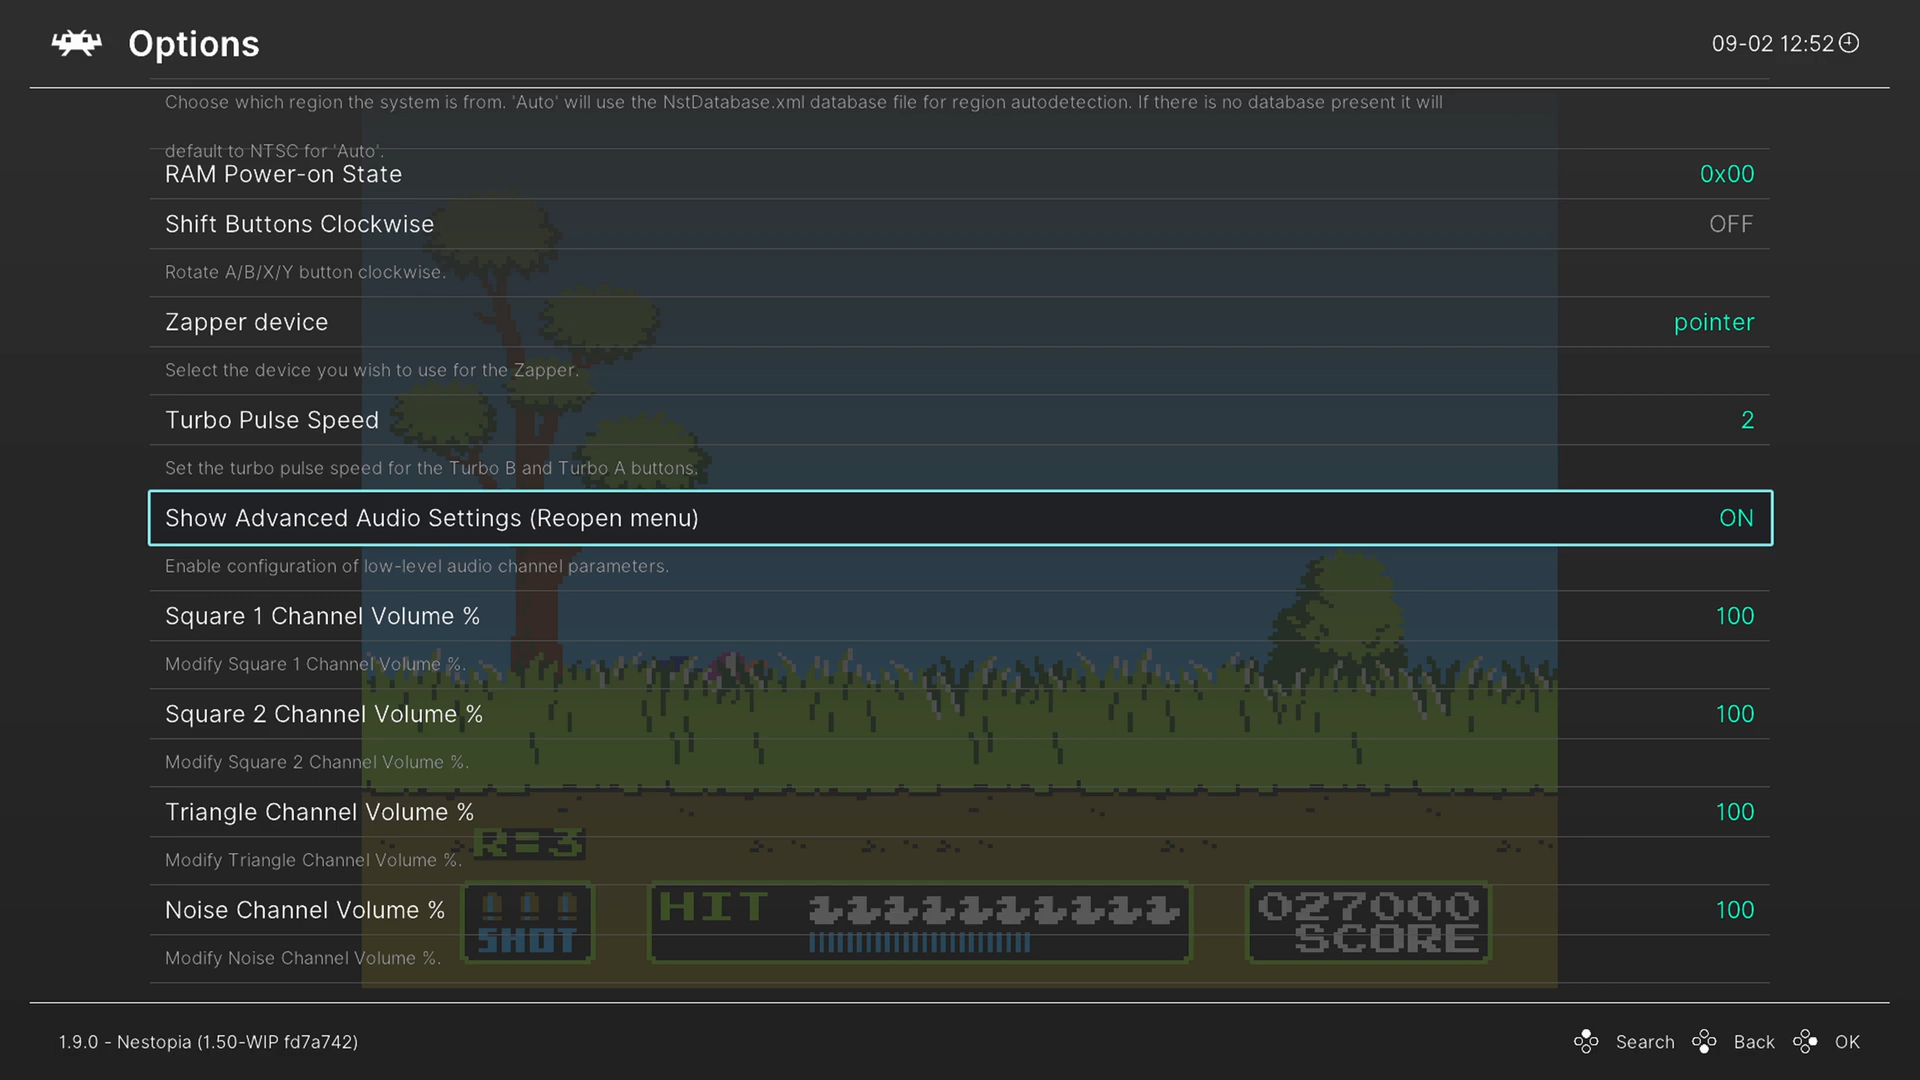 Options
09-02 12:52
Choose which region the system is from. 'Auto' will use the NstDatabase.xml database file for region autodetection. If there is no database present it will
default to NTSC for 'Auto'.
RAM Power-on State 0x00
Shift Buttons Clockwise OFF
Rotate A/B/X/Y button clockwise.
Zapper device pointer
Select the device you wish to use for the Zapper.
Turbo Pulse Speed 2
Set the turbo pulse speed for the Turbo B and Turbo A buttons.
Show Advanced Audio Settings (Reopen menu) ON
Enable configuration of low-level audio channel parameters.
Square 1 Channel Volume % 100
Modify Square 1 Channel Volume %.
Square 2 Channel Volume % 100
Modify Square 2 Channel Volume %.
Triangle Channel Volume % 100
R=3
Modify Triangle Channel Volume %.
Noise Channel Volume % 100
HIT 027000
SHOT SCORE
Modify Noise Channel Volume %.
1.9.0 - Nestopia (1.50-WIP fd7a742)
Search Back OK